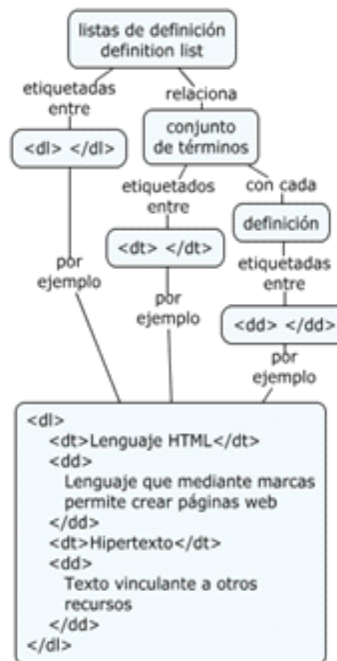 listas de definición
definition list
etiquetadas
entre
relaciona
<dl> </dl>
conjunto
de términos
etiquetados
entre
con cada
<dt> </dt>
definición
etiquetadas
entre
<dd> </dd>
por
ejemplo
por
ejemplo
por
ejemplo
<dl>
<dt>Lenguaje HTML</dt>
<dd>
Lenguaje que mediante marcas
permite crear páginas web
</dd>
<dt>Hipertexto</dt>
<dd>
Texto vinculante a otros
recursos
</dd>
</dl>